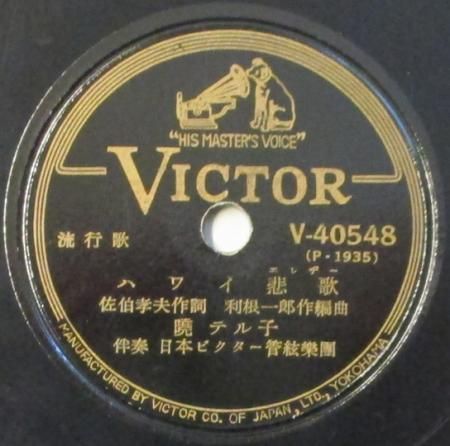 "HIS MASTER'S VOICE"
VICTOR
流行歌 V-40548
(P-1935)
エレヂー
ハワイ悲歌
佐伯孝夫作詞 利根一郎作編曲
曉テル子
伴奏 日本ビクター管絃樂團
MANUFACTURED BY VICTOR CO. OF JAPAN, LTD., YOKOHAMA